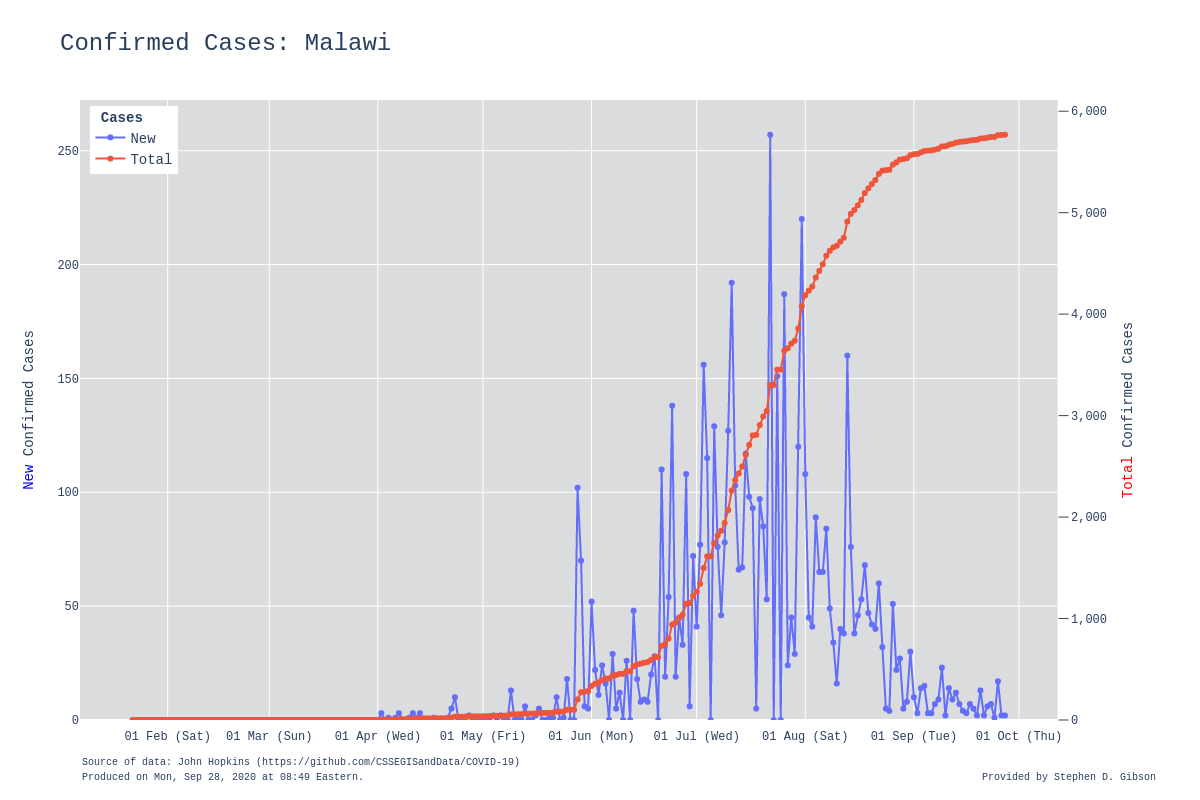 Confirmed Cases: Malawi
Cases
New
Total
250
200
150
100
50
0
6,000
5,000
4,000
3,000
2,000
1,000
0
New Confirmed Cases
Total Confirmed Cases
01 Feb (Sat) 01 Mar (Sun) 01 Apr (Wed) 01 May (Fri) 01 Jun (Mon) 01 Jul (Wed) 01 Aug (Sat) 01 Sep (Tue) 01 Oct (Thu)
Source of data: John Hopkins (https://github.com/CSSEGISandData/COVID-19)
Produced on Mon, Sep 28, 2020 at 08:49 Eastern.
Provided by Stephen D. Gibson